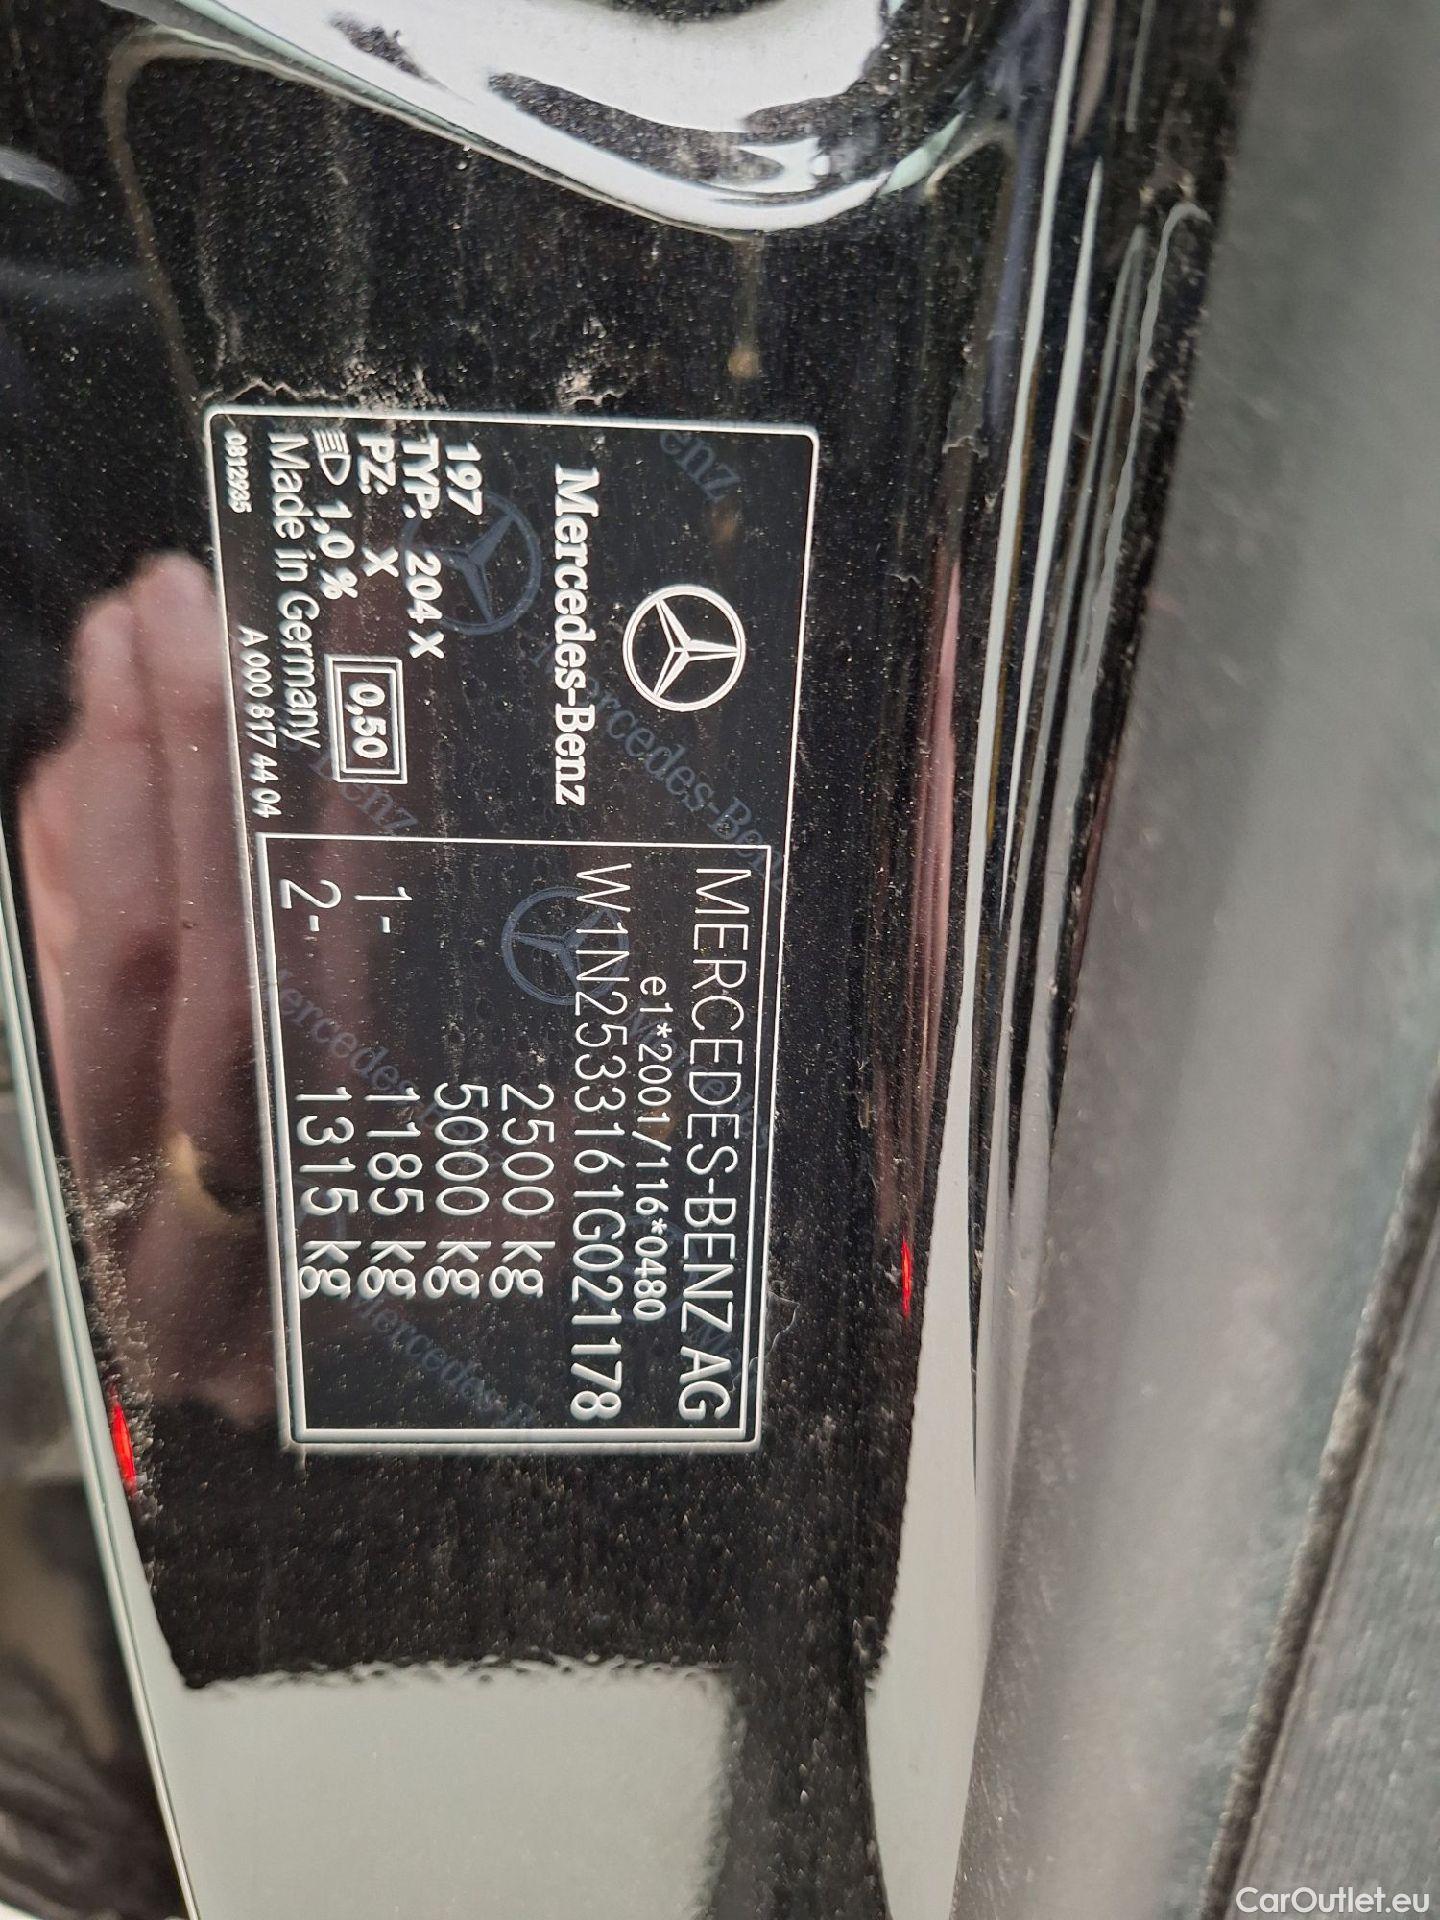 Mercedes-Benz
197
TYP: 204 X
PZ: X
1,0 % 0,50
Made in Germany
0812935 A 000 817 44 04
MERCEDES-BENZ AG
e1*2001/116*0480
W1N2533161G021178
2500 kg
5000 kg
1- 1185 kg
2- 1315 kg
CarOutlet.eu